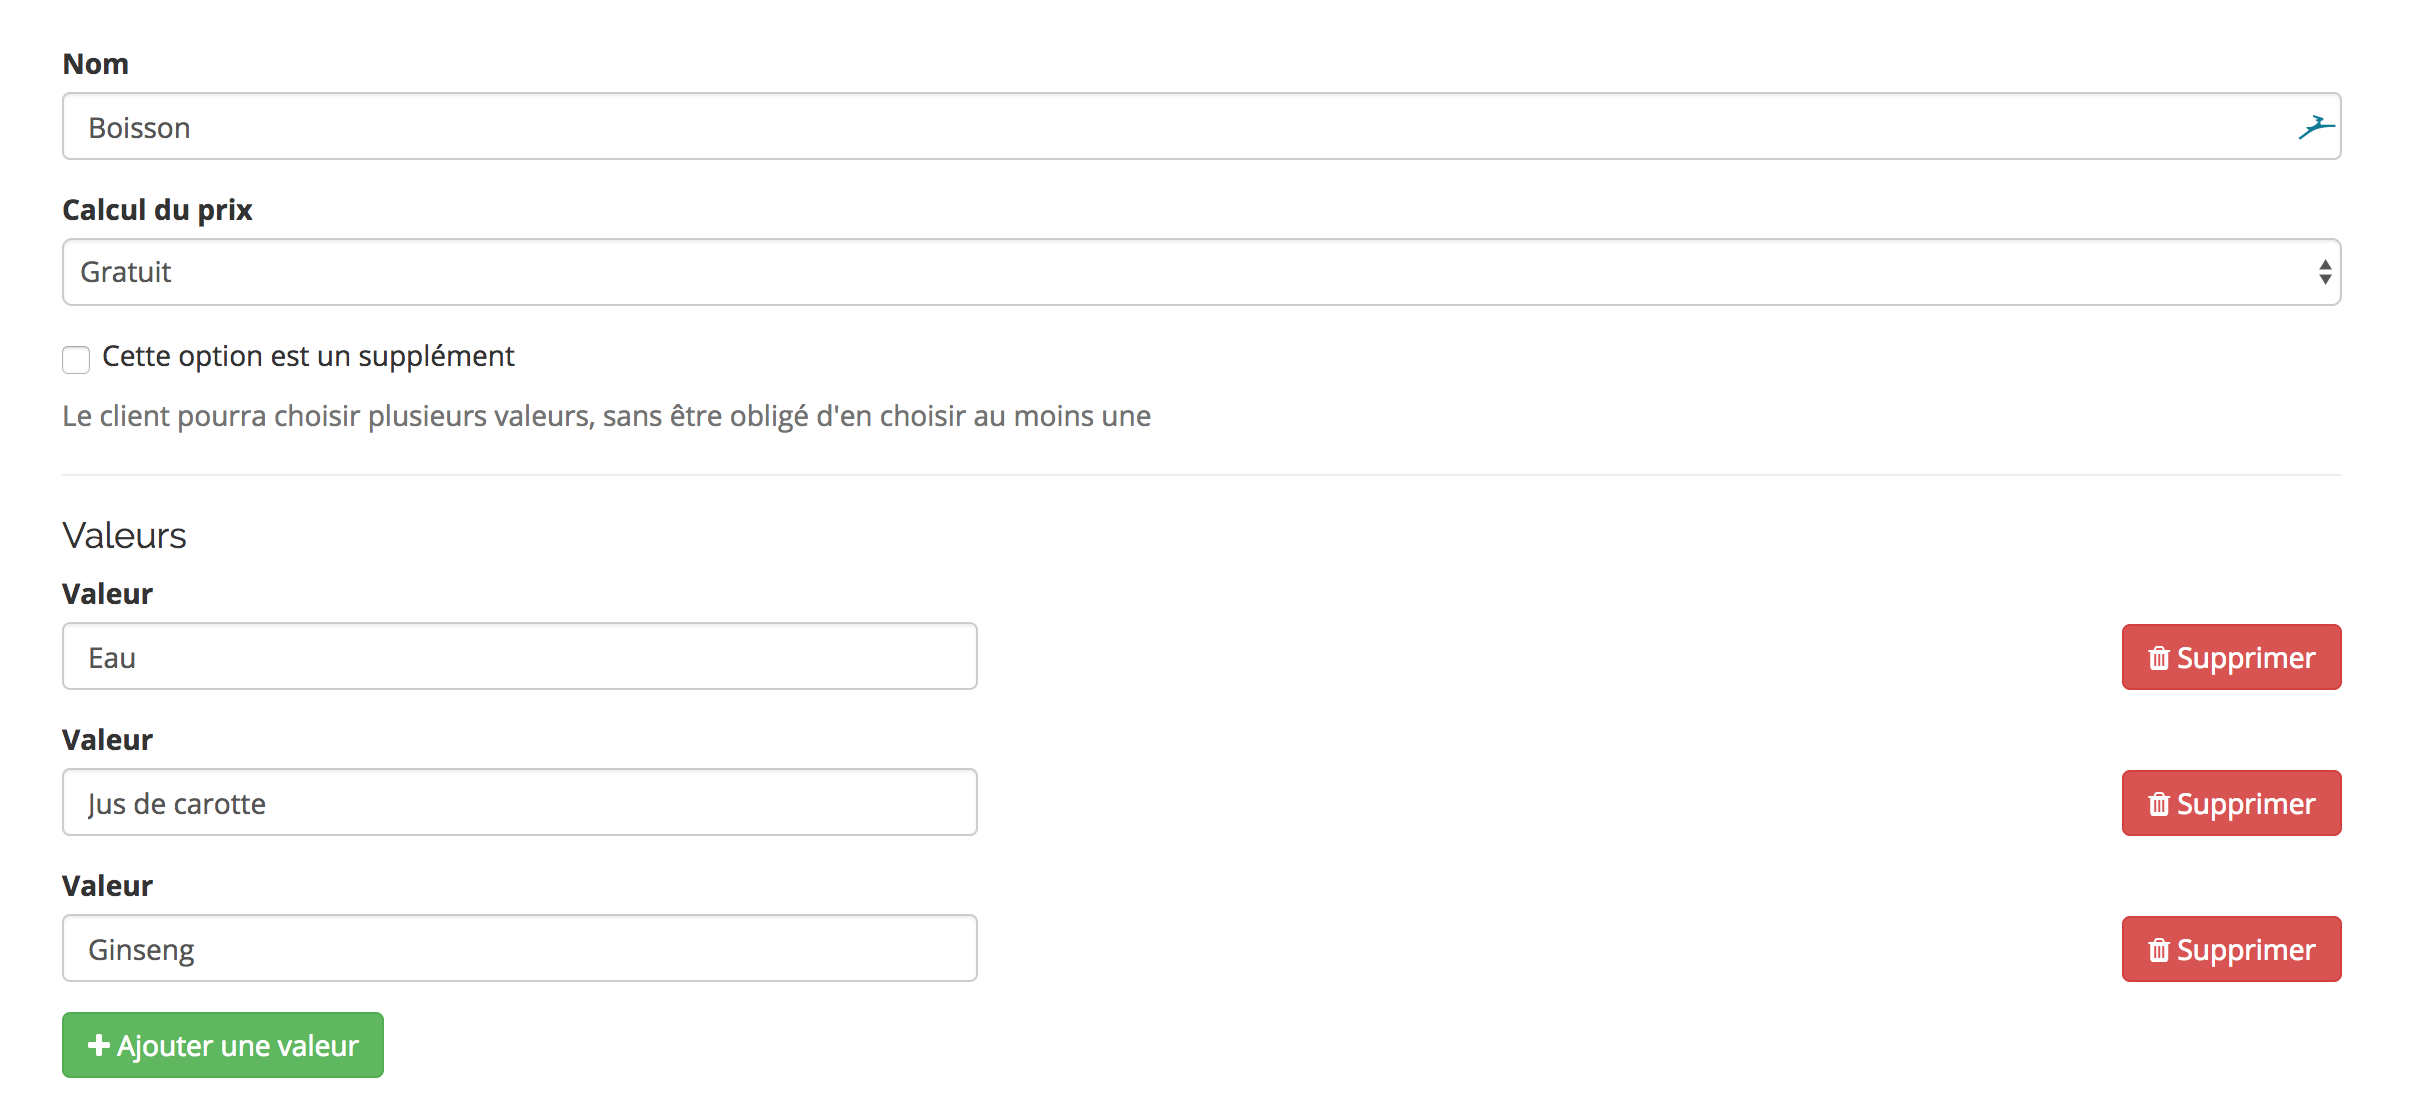 Nom
Boisson
Calcul du prix
Gratuit
Cette option est un supplément
Le client pourra choisir plusieurs valeurs, sans être obligé d'en choisir au moins une
Valeurs
Valeur
Eau
Supprimer
Valeur
Jus de carotte
Supprimer
Valeur
Ginseng
Supprimer
Ajouter une valeur